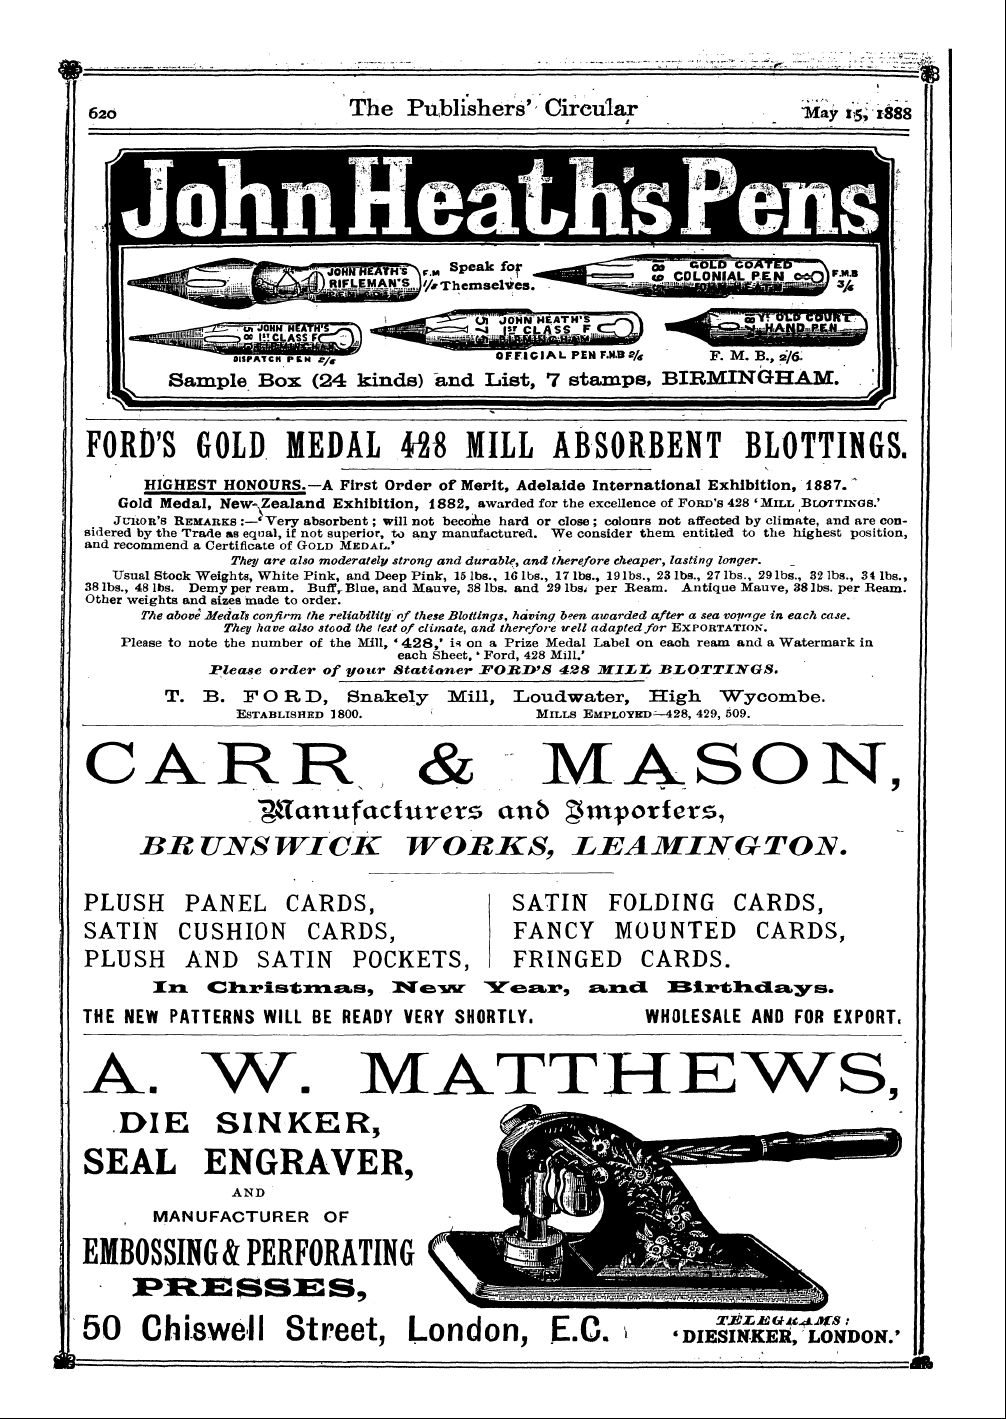 620
The Publishers' Circular
May 15, 1888
John Heath's Pens
JOHN HEATH'S
RIFLEMAN'S
F.M
1/6
Speak for
Themselves.
GOLD COATED
COLONIAL PEN
F.M.B
3/6
JOHN HEATH'S
1ST CLASS F
DISPATCH PEN 2/6
JOHN HEATH'S
1ST CLASS F
BIRMINGHAM
OFFICIAL PEN F.M.B 2/6
YE OLD COURT
HAND PEN
F. M. B., 2/6.
Sample Box (24 kinds) and List, 7 stamps, BIRMINGHAM.
FORD'S GOLD MEDAL 428 MILL ABSORBENT BLOTTINGS.
HIGHEST HONOURS.—A First Order of Merit, Adelaide International Exhibition, 1887.
Gold Medal, New Zealand Exhibition, 1882, awarded for the excellence of FORD'S 428 'MILL BLOTTINGS.'
JUROR'S REMARKS:—'Very absorbent; will not become hard or close; colours not affected by climate, and are con-
sidered by the Trade as equal, if not superior, to any manufactured. We consider them entitled to the highest position,
and recommend a Certificate of GOLD MEDAL.'
They are also moderately strong and durable, and therefore cheaper, lasting longer.
Usual Stock Weights, White Pink, and Deep Pink, 15 lbs., 16 lbs., 17 lbs., 19 lbs., 23 lbs., 27 lbs., 29 lbs., 32 lbs., 34 lbs.,
38 lbs., 48 lbs. Demy per ream. Buff, Blue, and Mauve, 38 lbs. and 29 lbs. per Ream. Antique Mauve, 38 lbs. per Ream.
Other weights and sizes made to order.
The above Medals confirm the reliability of these Blottings, having been awarded after a sea voyage in each case.
They have also stood the test of climate, and therefore well adapted for EXPORTATION.
Please to note the number of the Mill, '428,' is on a Prize Medal Label on each ream and a Watermark in
each Sheet, 'Ford, 428 Mill.'
Please order of your Stationer FORD'S 428 MILL BLOTTINGS.
T. B. FORD, Snakely Mill, Loudwater, High Wycombe.
ESTABLISHED 1800.
MILLS EMPLOYED—428, 429, 509.
CARR & MASON,
Manufacturers and Importers,
BRUNSWICK WORKS, LEAMINGTON.
PLUSH PANEL CARDS,
SATIN CUSHION CARDS,
PLUSH AND SATIN POCKETS,
SATIN FOLDING CARDS,
FANCY MOUNTED CARDS,
FRINGED CARDS.
In Christmas, New Year, and Birthdays.
THE NEW PATTERNS WILL BE READY VERY SHORTLY.
WHOLESALE AND FOR EXPORT.
A. W. MATTHEWS,
DIE SINKER,
SEAL ENGRAVER,
AND
MANUFACTURER OF
EMBOSSING & PERFORATING
PRESSES,
50 Chiswell Street, London, E.C.
TELEGRAMS:
'DIESINKER, LONDON.'